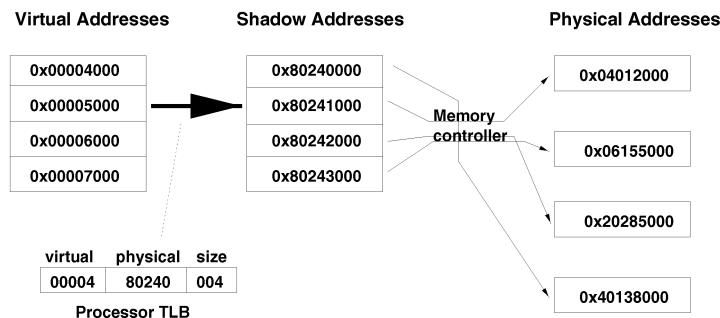 Virtual Addresses Shadow Addresses Physical Addresses
0x00004000
0x00005000
0x00006000
0x00007000
0x80240000
0x80241000
0x80242000
0x80243000
Memory
controller
0x04012000
0x06155000
0x20285000
0x40138000
virtual physical size
00004 80240 004
Processor TLB